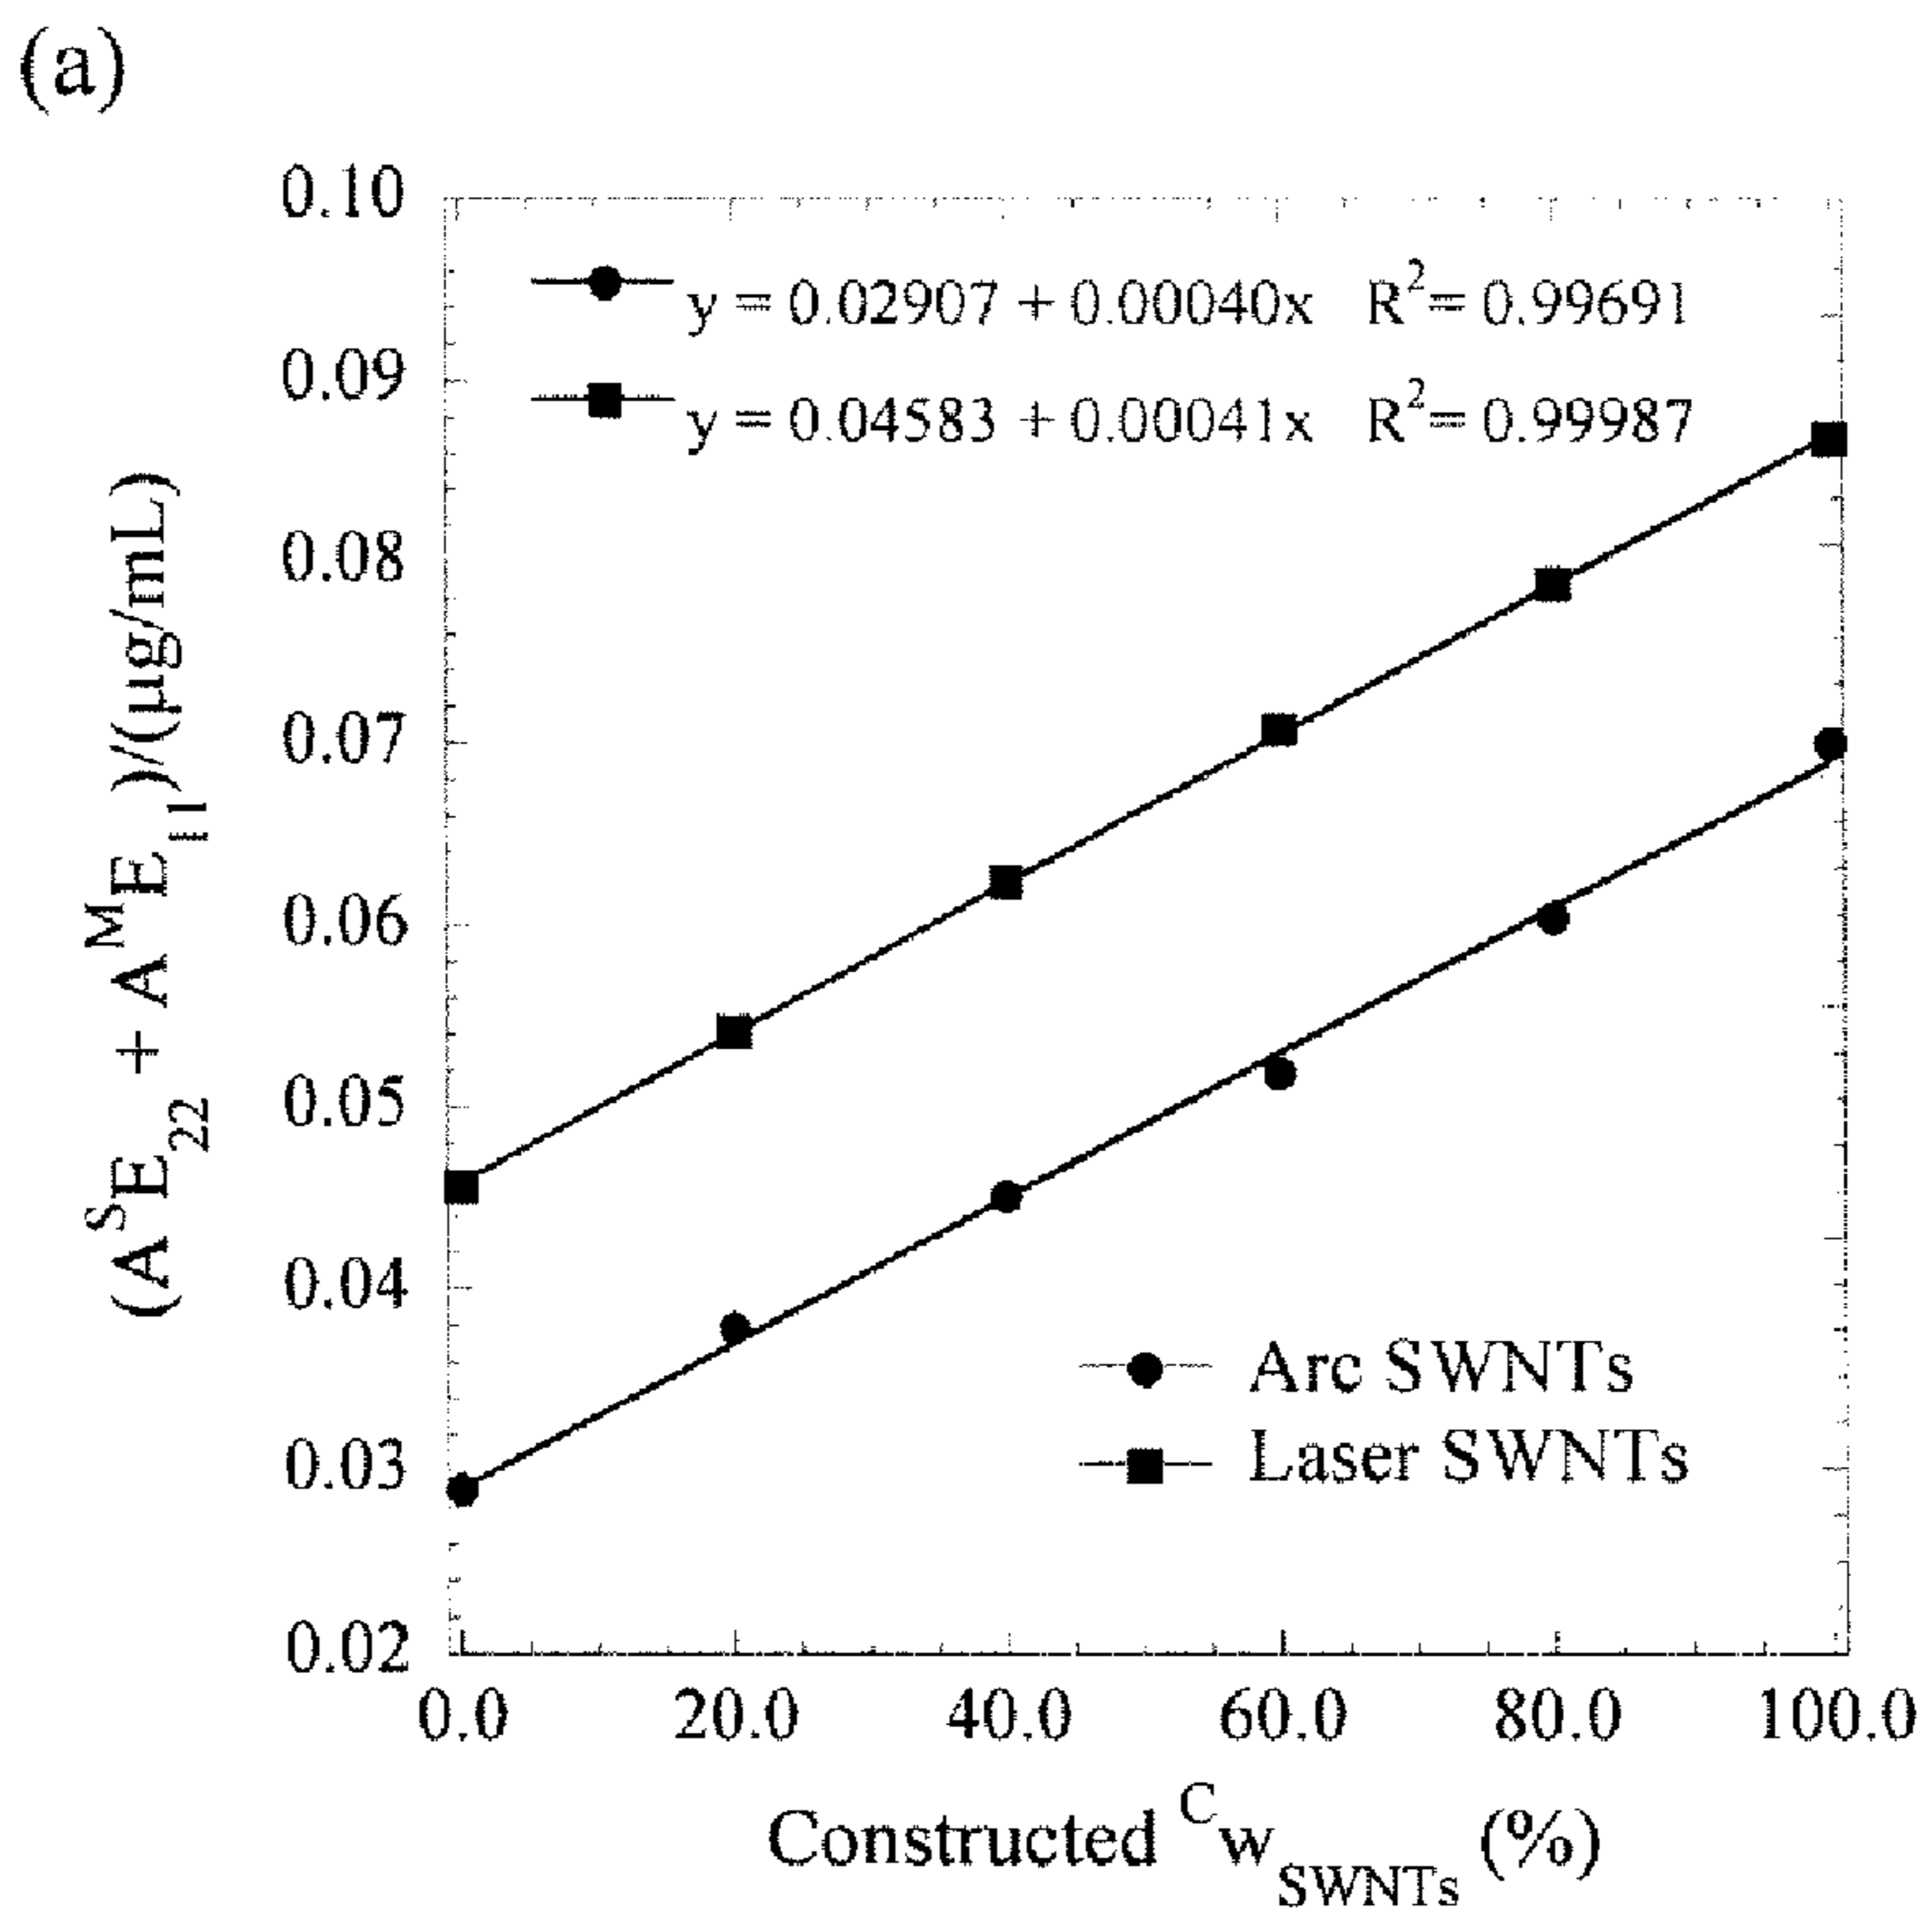 (a)
0.10
y = 0.02907 + 0.00040x R²= 0.99691
0.09
y = 0.04583 + 0.00041x R²= 0.99987
0.08
0.07
0.06
0.05
0.04
0.03
0.02
(AˢE₂₂ + AᴹE₁₁)/(μg/mL)
Arc SWNTs
Laser SWNTs
0.0 20.0 40.0 60.0 80.0 100.0
Constructed ᶜwSWNTs (%)